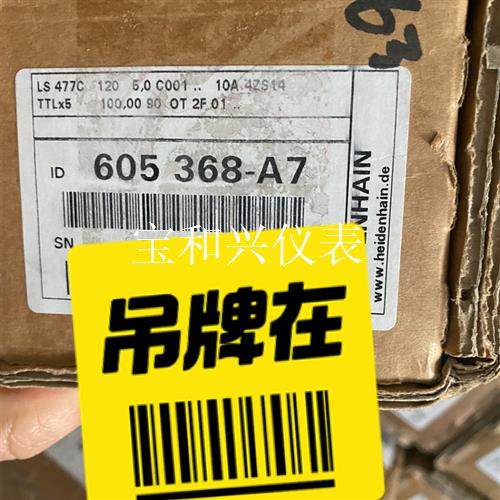 63
LS 477C 120 5,0 C001 .. 10A.4ZS14
TTLx5 100,00 90 OT 2F 01 ..
ID 605 368-A7
SN
ENHAIN
www.heidenhain.de
宝和兴仪表
吊牌在